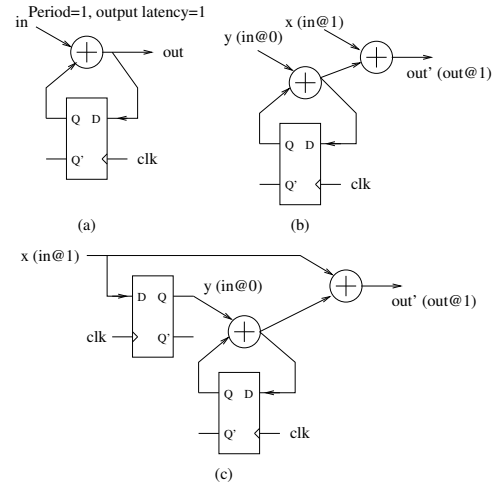 Period=1, output latency=1
in
out
Q D
Q'
clk
(a)
x (in@1)
y (in@0)
out' (out@1)
Q D
Q'
clk
(b)
x (in@1)
y (in@0)
D Q
clk
Q'
out' (out@1)
Q D
Q'
clk
(c)